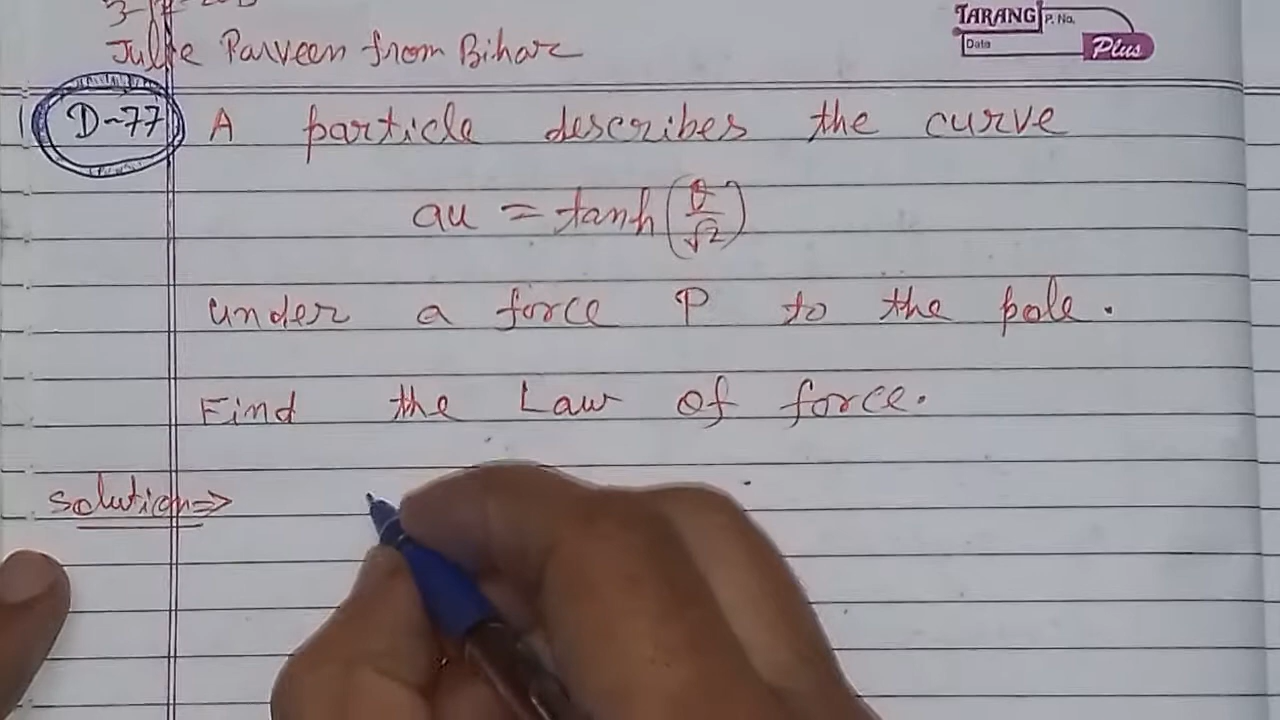 Julie Parveen from Bihar
TARANG P. No.
Date Plus
D-77 A particle describes the curve
au = tanh(θ/√2)
under a force P to the pole.
Find the Law of force.
Solution⇒